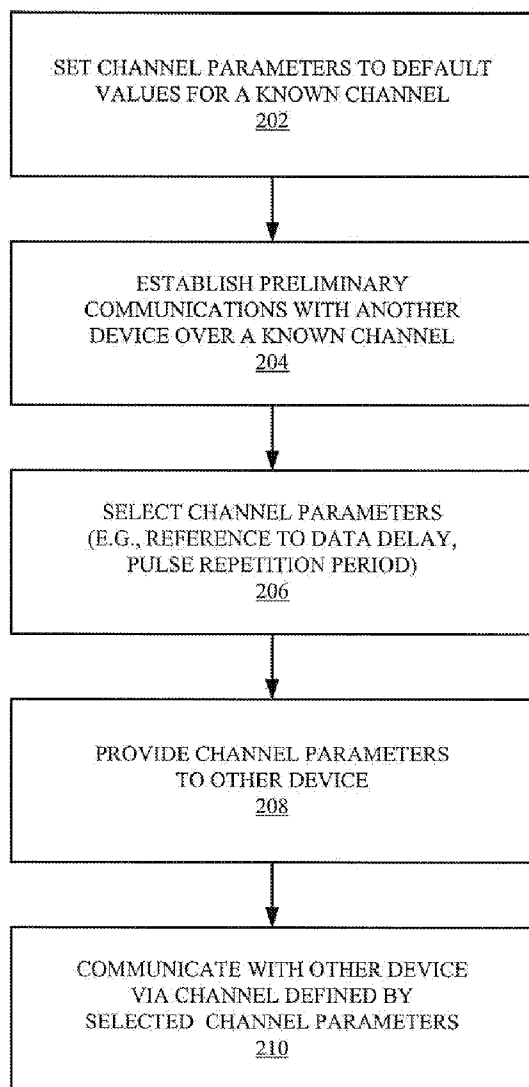 SET CHANNEL PARAMETERS TO DEFAULT
VALUES FOR A KNOWN CHANNEL
202
ESTABLISH PRELIMINARY
COMMUNICATIONS WITH ANOTHER
DEVICE OVER A KNOWN CHANNEL
204
SELECT CHANNEL PARAMETERS
(E.G., REFERENCE TO DATA DELAY,
PULSE REPETITION PERIOD)
206
PROVIDE CHANNEL PARAMETERS
TO OTHER DEVICE
208
COMMUNICATE WITH OTHER DEVICE
VIA CHANNEL DEFINED BY
SELECTED CHANNEL PARAMETERS
210